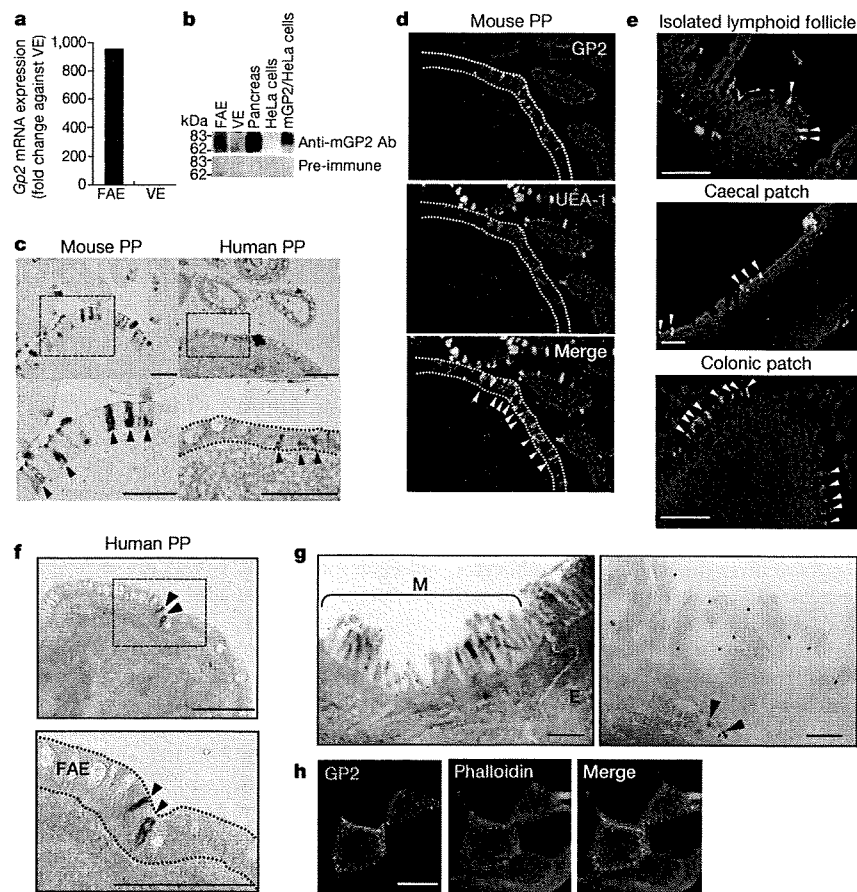 a
Gp2 mRNA expression
(fold change against VE)
1,000
800
600
400
200
0
FAE
VE
b
kDa
FAE
VE
Pancreas
HeLa cells
mGP2/HeLa cells
83
62
Anti-mGP2 Ab
83
62
Pre-immune
c
Mouse PP
Human PP
d
Mouse PP
GP2
UEA-1
Merge
e
Isolated lymphoid follicle
Caecal patch
Colonic patch
f
Human PP
FAE
g
M
E
h
GP2
Phalloidin
Merge